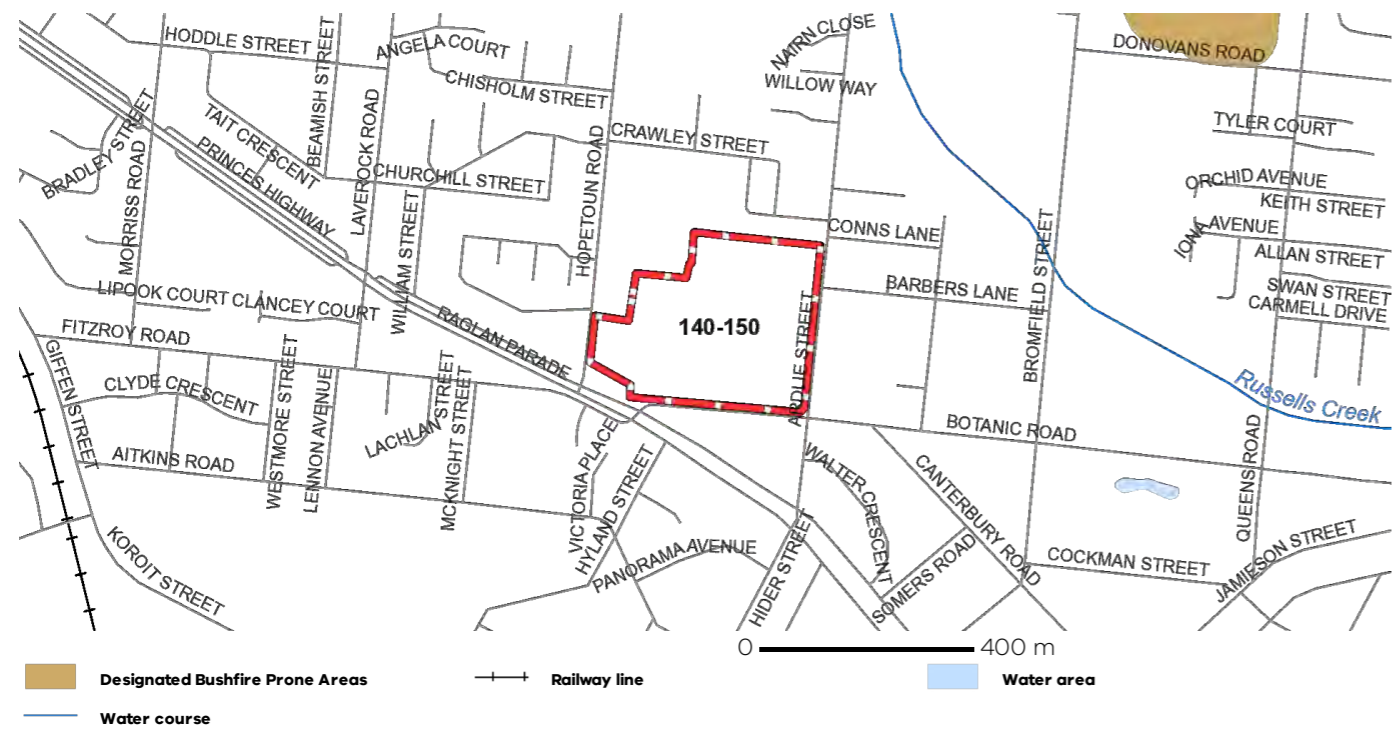 NAIRN CLOSE
HODDLE STREET
BEAMISH STREET
ANGELA COURT
DONOVANS ROAD
CHISHOLM STREET
WILLOW WAY
TAIT CRESCENT
BRADLEY STREET
MORRISS ROAD
LAVEROCK ROAD
CRAWLEY STREET
TYLER COURT
PRINCES HIGHWAY
CHURCHILL STREET
HOPETOUN ROAD
ORCHID AVENUE
KEITH STREET
WILLIAM STREET
CONNS LANE
BROMFIELD STREET
IONA AVENUE
ALLAN STREET
LIPOOK COURT
CLANCEY COURT
BARBERS LANE
SWAN STREET
CARMELL DRIVE
FITZROY ROAD
RAGLAN PARADE
140-150
ARDLIE STREET
GIFFEN STREET
CLYDE CRESCENT
WESTMORE STREET
LENNON AVENUE
LACHLAN STREET
MCKNIGHT STREET
Russells Creek
BOTANIC ROAD
AITKINS ROAD
VICTORIA PLACE
HYLAND STREET
WALTER CRESCENT
CANTERBURY ROAD
QUEENS ROAD
KOROIT STREET
PANORAMA AVENUE
HIDER STREET
SOMERS ROAD
COCKMAN STREET
JAMIESON STREET
0 400 m
Designated Bushfire Prone Areas
Railway line
Water area
Water course